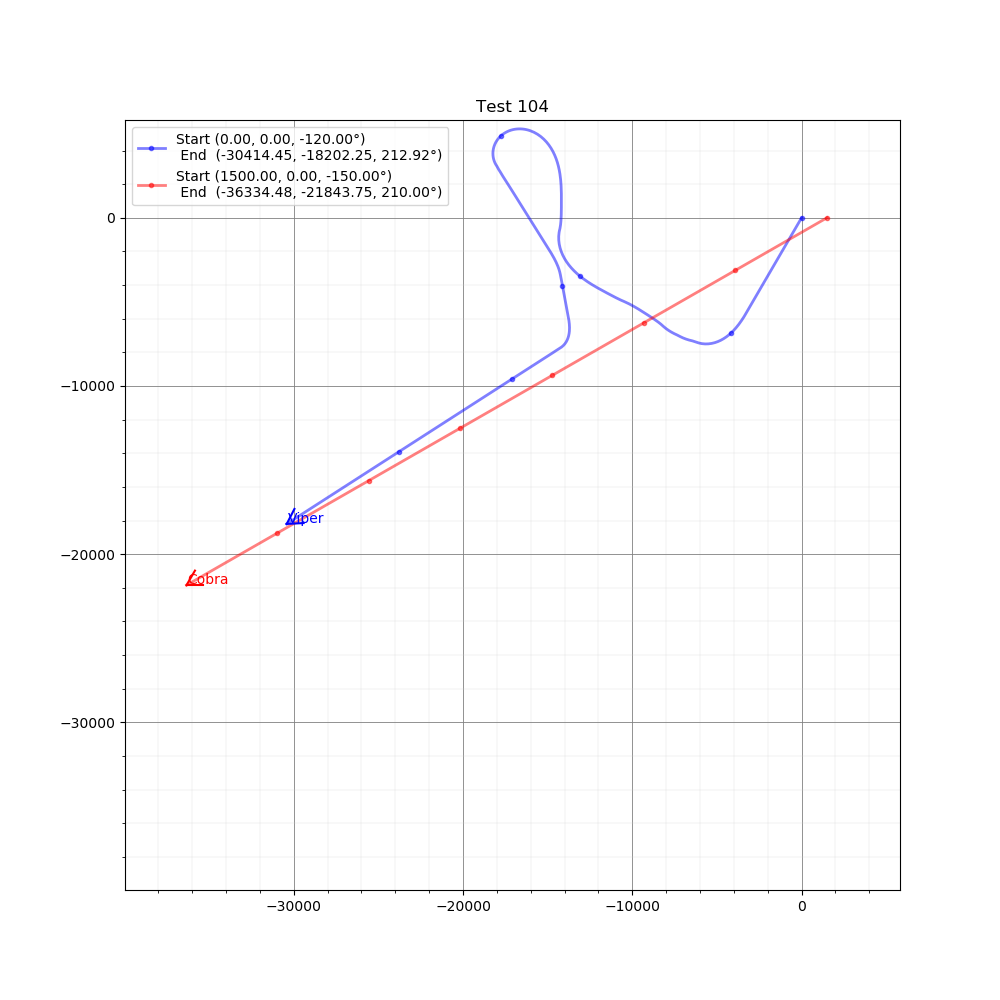 Test 104
Start (0.00, 0.00, -120.00°)
End (-30414.45, -18202.25, 212.92°)
Start (1500.00, 0.00, -150.00°)
End (-36334.48, -21843.75, 210.00°)
0
−10000
−20000
−30000
Viper
Cobra
−30000
−20000
−10000
0